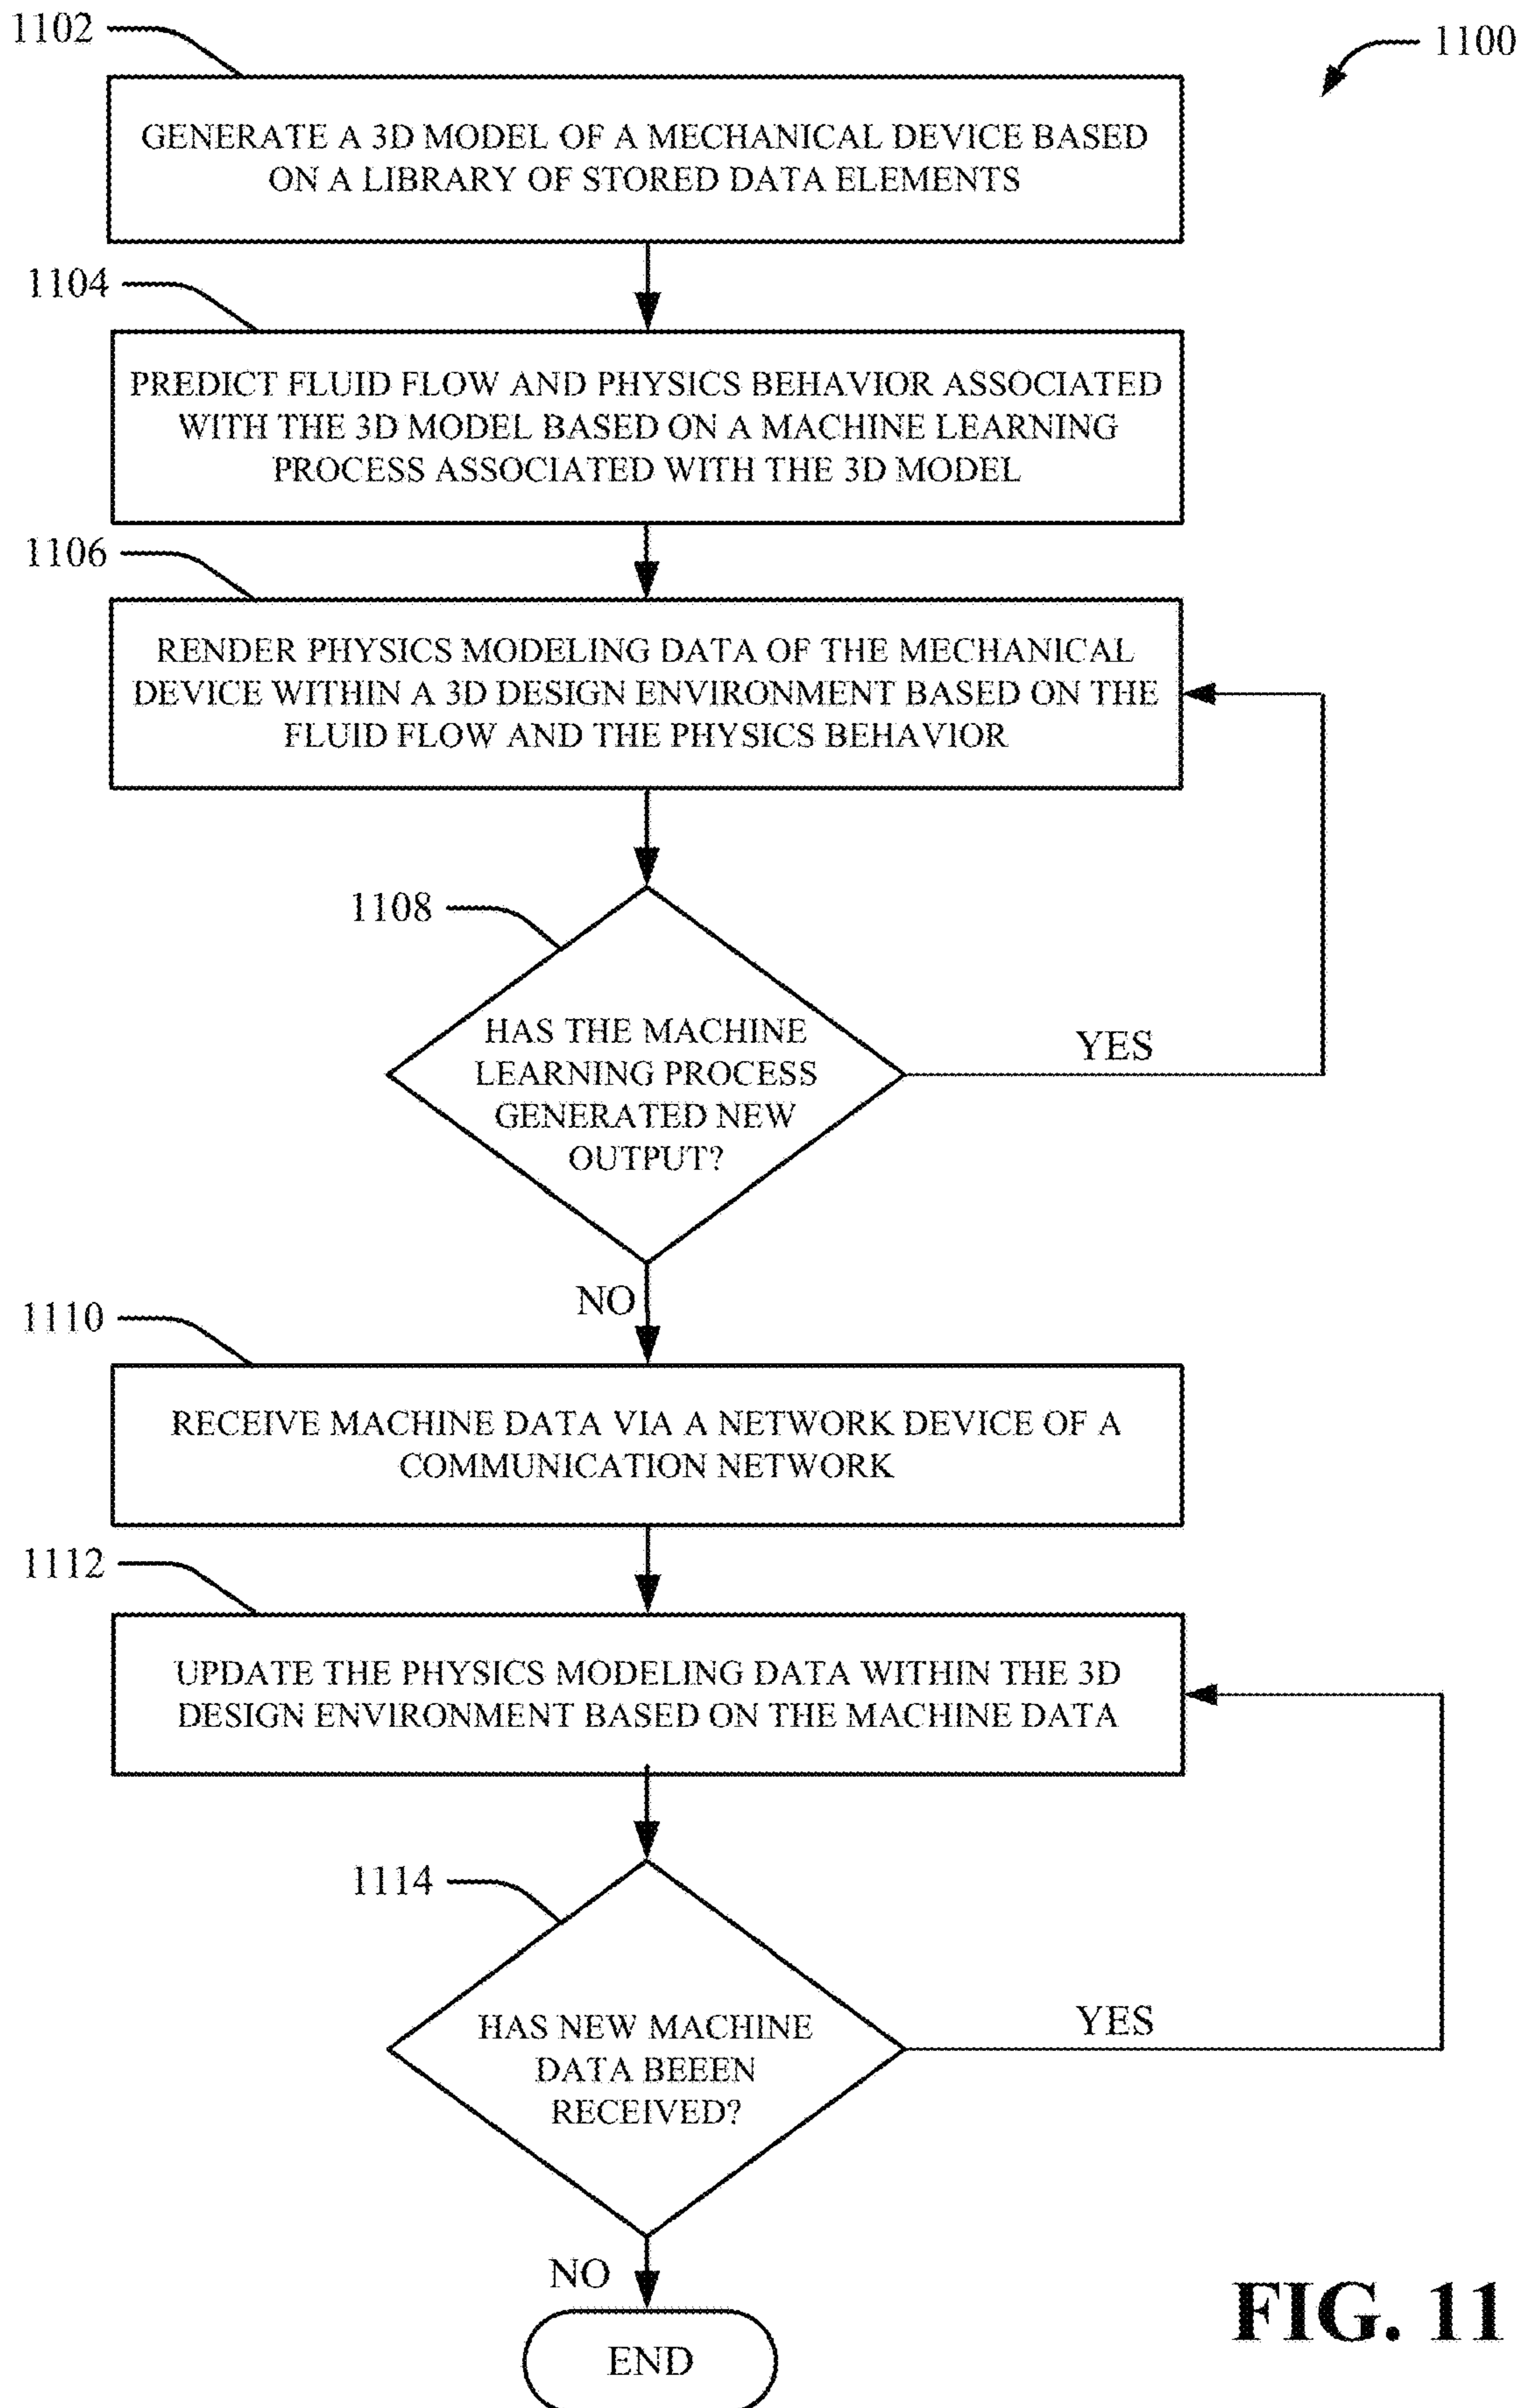 1102
1100
GENERATE A 3D MODEL OF A MECHANICAL DEVICE BASED
ON A LIBRARY OF STORED DATA ELEMENTS
1104
PREDICT FLUID FLOW AND PHYSICS BEHAVIOR ASSOCIATED
WITH THE 3D MODEL BASED ON A MACHINE LEARNING
PROCESS ASSOCIATED WITH THE 3D MODEL
1106
RENDER PHYSICS MODELING DATA OF THE MECHANICAL
DEVICE WITHIN A 3D DESIGN ENVIRONMENT BASED ON THE
FLUID FLOW AND THE PHYSICS BEHAVIOR
1108
HAS THE MACHINE
LEARNING PROCESS
GENERATED NEW
OUTPUT?
YES
NO
1110
RECEIVE MACHINE DATA VIA A NETWORK DEVICE OF A
COMMUNICATION NETWORK
1112
UPDATE THE PHYSICS MODELING DATA WITHIN THE 3D
DESIGN ENVIRONMENT BASED ON THE MACHINE DATA
1114
HAS NEW MACHINE
DATA BEEEN
RECEIVED?
YES
NO
END
FIG. 11